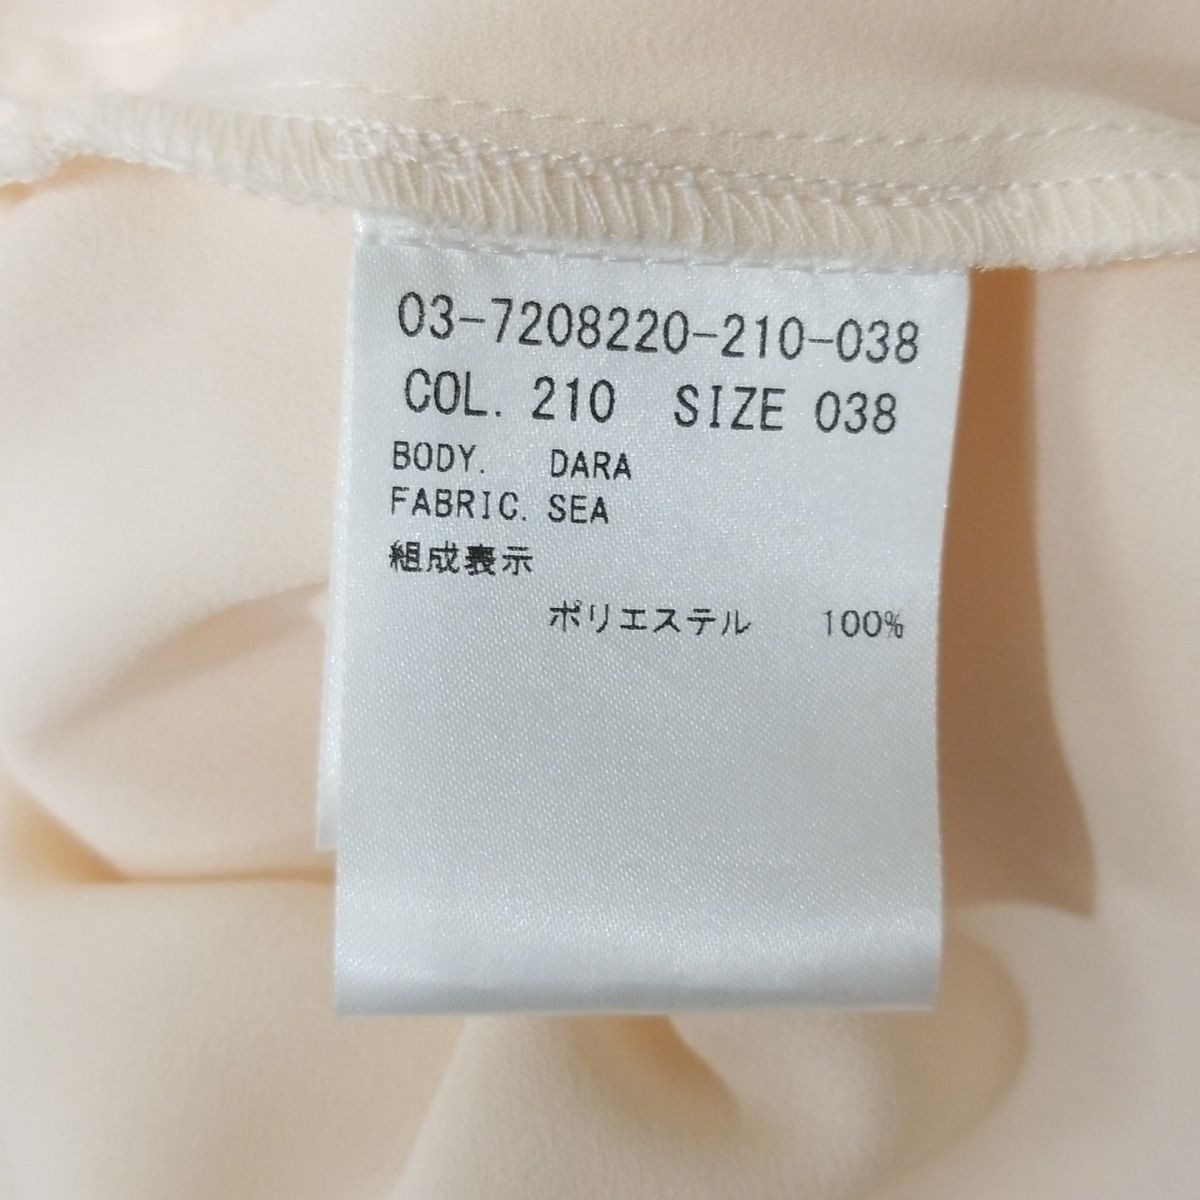 03-7208220-210-038
COL. 210 SIZE 038
BODY. DARA
FABRIC. SEA
組成表示
ポリエステル 100%